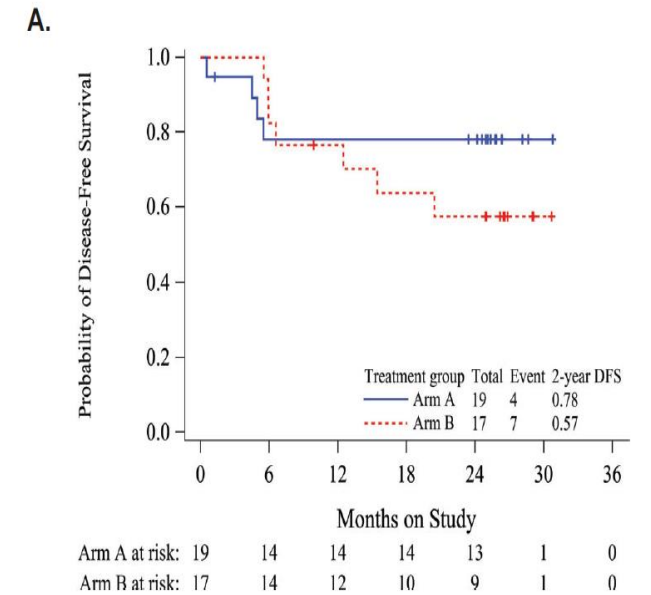 A.
Probability of Disease-Free Survival
1.0
0.8
0.6
0.4
0.2
0.0
Treatment group Total Event 2-year DFS
Arm A 19 4 0.78
Arm B 17 7 0.57
0 6 12 18 24 30 36
Months on Study
Arm A at risk: 19 14 14 14 13 1 0
Arm B at risk: 17 14 12 10 9 1 0